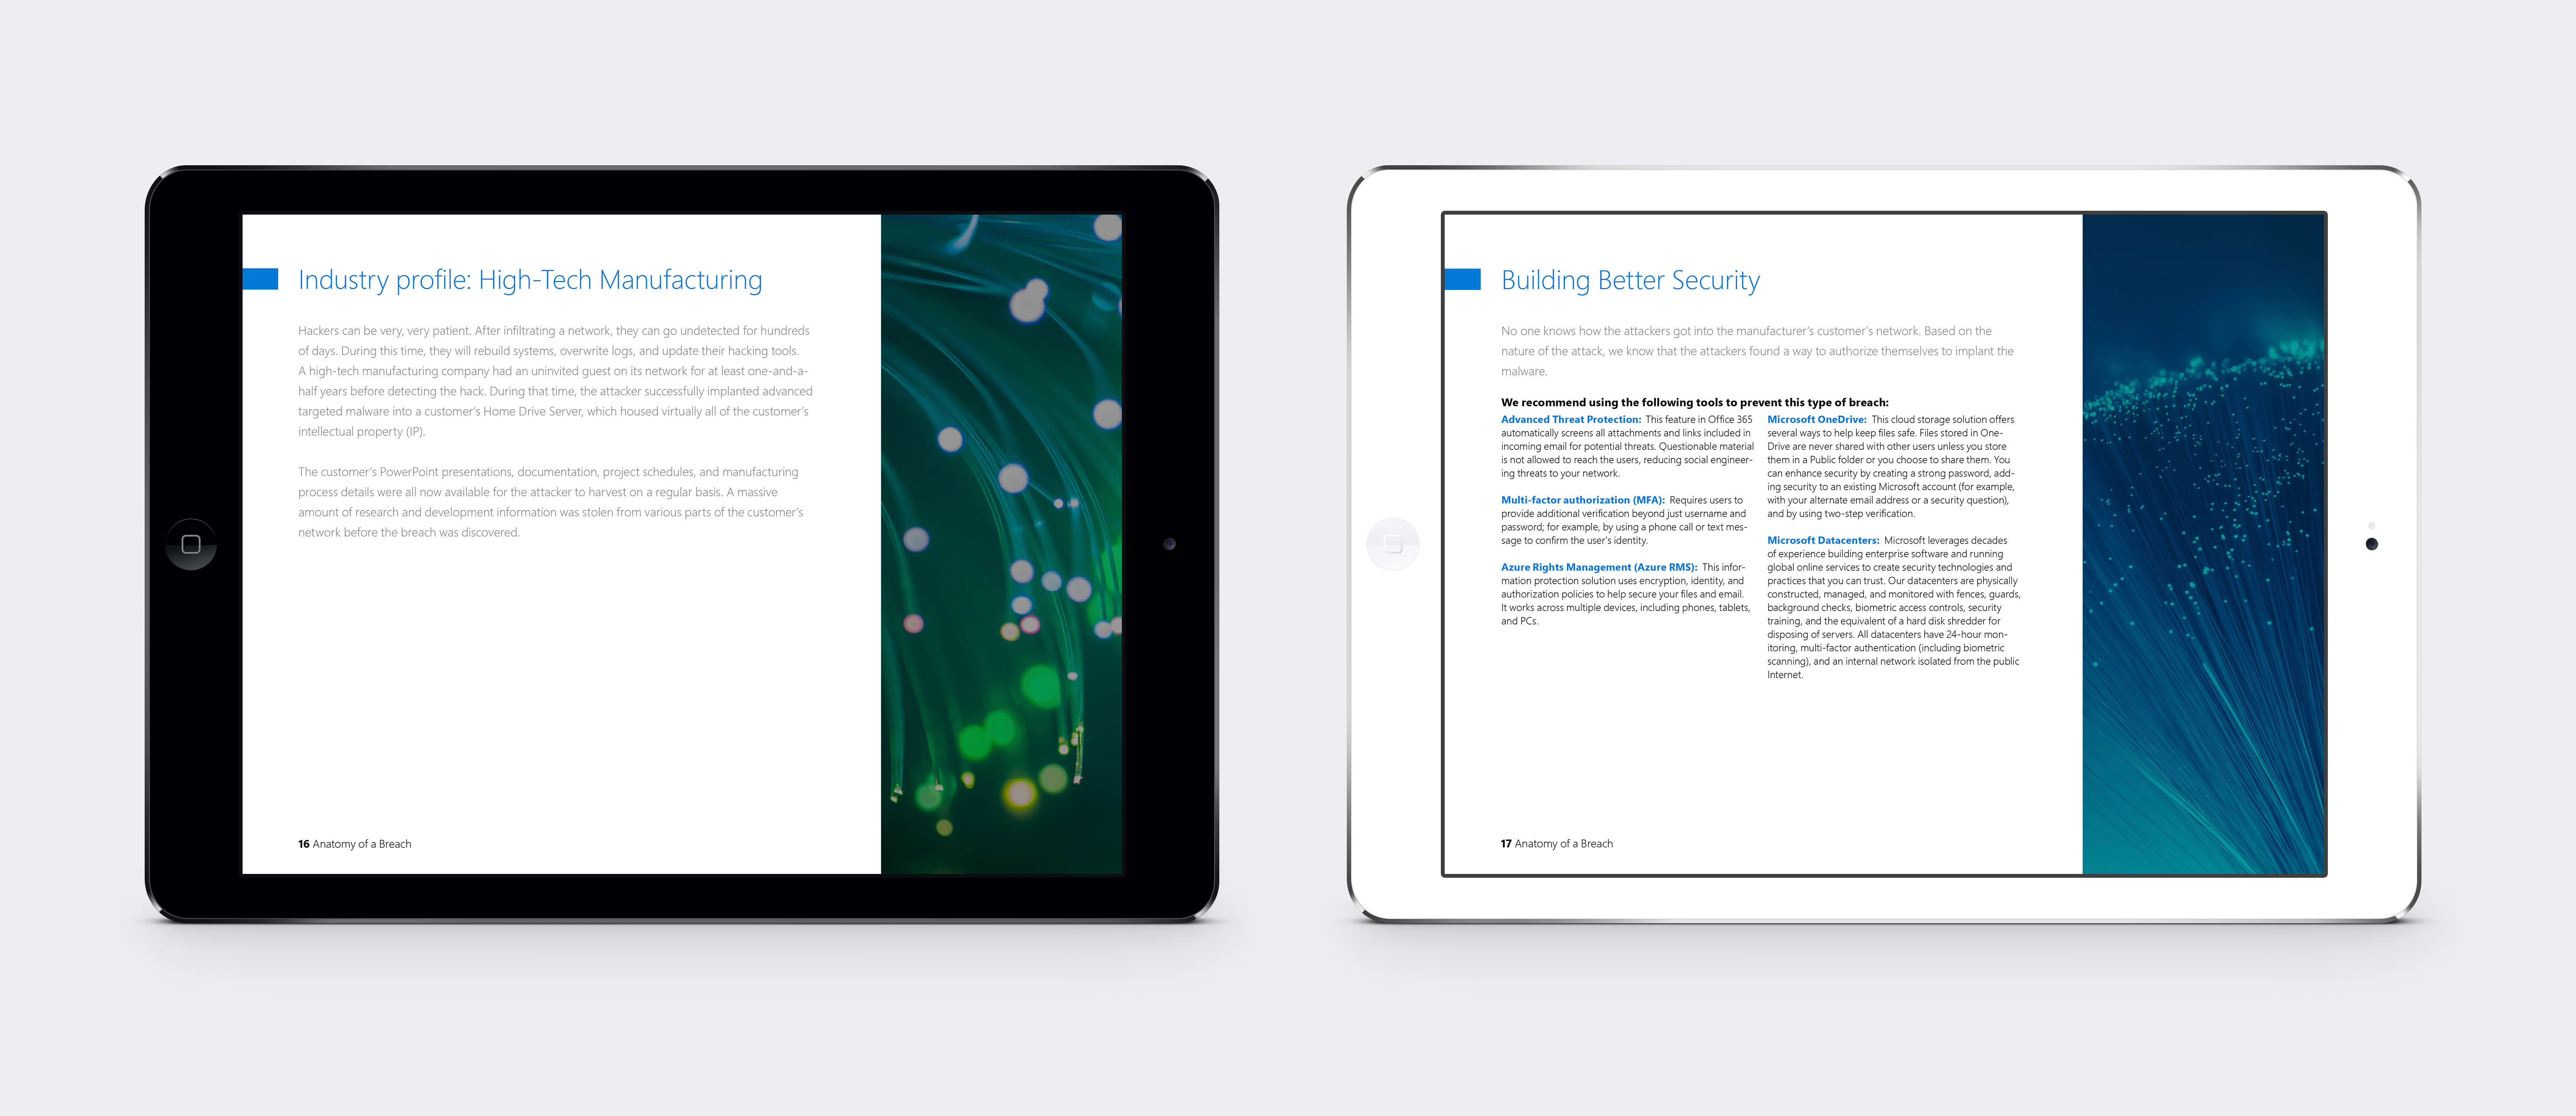 Industry profile: High-Tech Manufacturing
Hackers can be very, very patient. After infiltrating a network, they can go undetected for hundreds
of days. During this time, they will rebuild systems, overwrite logs, and update their hacking tools.
A high-tech manufacturing company had an uninvited guest on its network for at least one-and-a-
half years before detecting the hack. During that time, the attacker successfully implanted advanced
targeted malware into a customer's Home Drive Server, which housed virtually all of the customer's
intellectual property (IP).
The customer's PowerPoint presentations, documentation, project schedules, and manufacturing
process details were all now available for the attacker to harvest on a regular basis. A massive
amount of research and development information was stolen from various parts of the customer's
network before the breach was discovered.
16 Anatomy of a Breach
Building Better Security
No one knows how the attackers got into the manufacturer's customer's network. Based on the
nature of the attack, we know that the attackers found a way to authorize themselves to implant the
malware.
We recommend using the following tools to prevent this type of breach:
Advanced Threat Protection: This feature in Office 365
automatically screens all attachments and links included in
incoming email for potential threats. Questionable material
is not allowed to reach the users, reducing social engineer-
ing threats to your network.
Multi-factor authorization (MFA): Requires users to
provide additional verification beyond just username and
password; for example, by using a phone call or text mes-
sage to confirm the user's identity.
Azure Rights Management (Azure RMS): This infor-
mation protection solution uses encryption, identity, and
authorization policies to help secure your files and email.
It works across multiple devices, including phones, tablets,
and PCs.
Microsoft OneDrive: This cloud storage solution offers
several ways to help keep files safe. Files stored in One-
Drive are never shared with other users unless you store
them in a Public folder or you choose to share them. You
can enhance security by creating a strong password, add-
ing security to an existing Microsoft account (for example,
with your alternate email address or a security question),
and by using two-step verification.
Microsoft Datacenters: Microsoft leverages decades
of experience building enterprise software and running
global online services to create security technologies and
practices that you can trust. Our datacenters are physically
constructed, managed, and monitored with fences, guards,
background checks, biometric access controls, security
training, and the equivalent of a hard disk shredder for
disposing of servers. All datacenters have 24-hour mon-
itoring, multi-factor authentication (including biometric
scanning), and an internal network isolated from the public
Internet.
17 Anatomy of a Breach